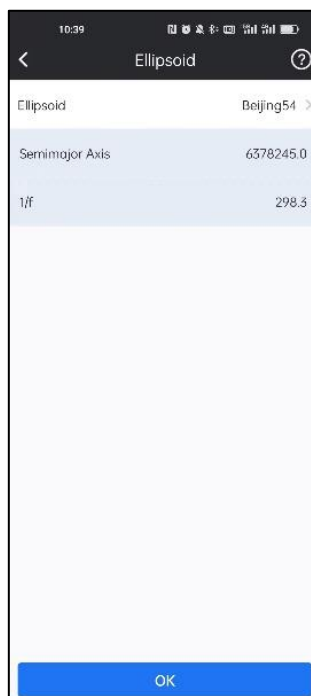 10:39
Ellipsoid
Ellipsoid Beijing54
Semimajor Axis 6378245.0
1/f 298.3
OK